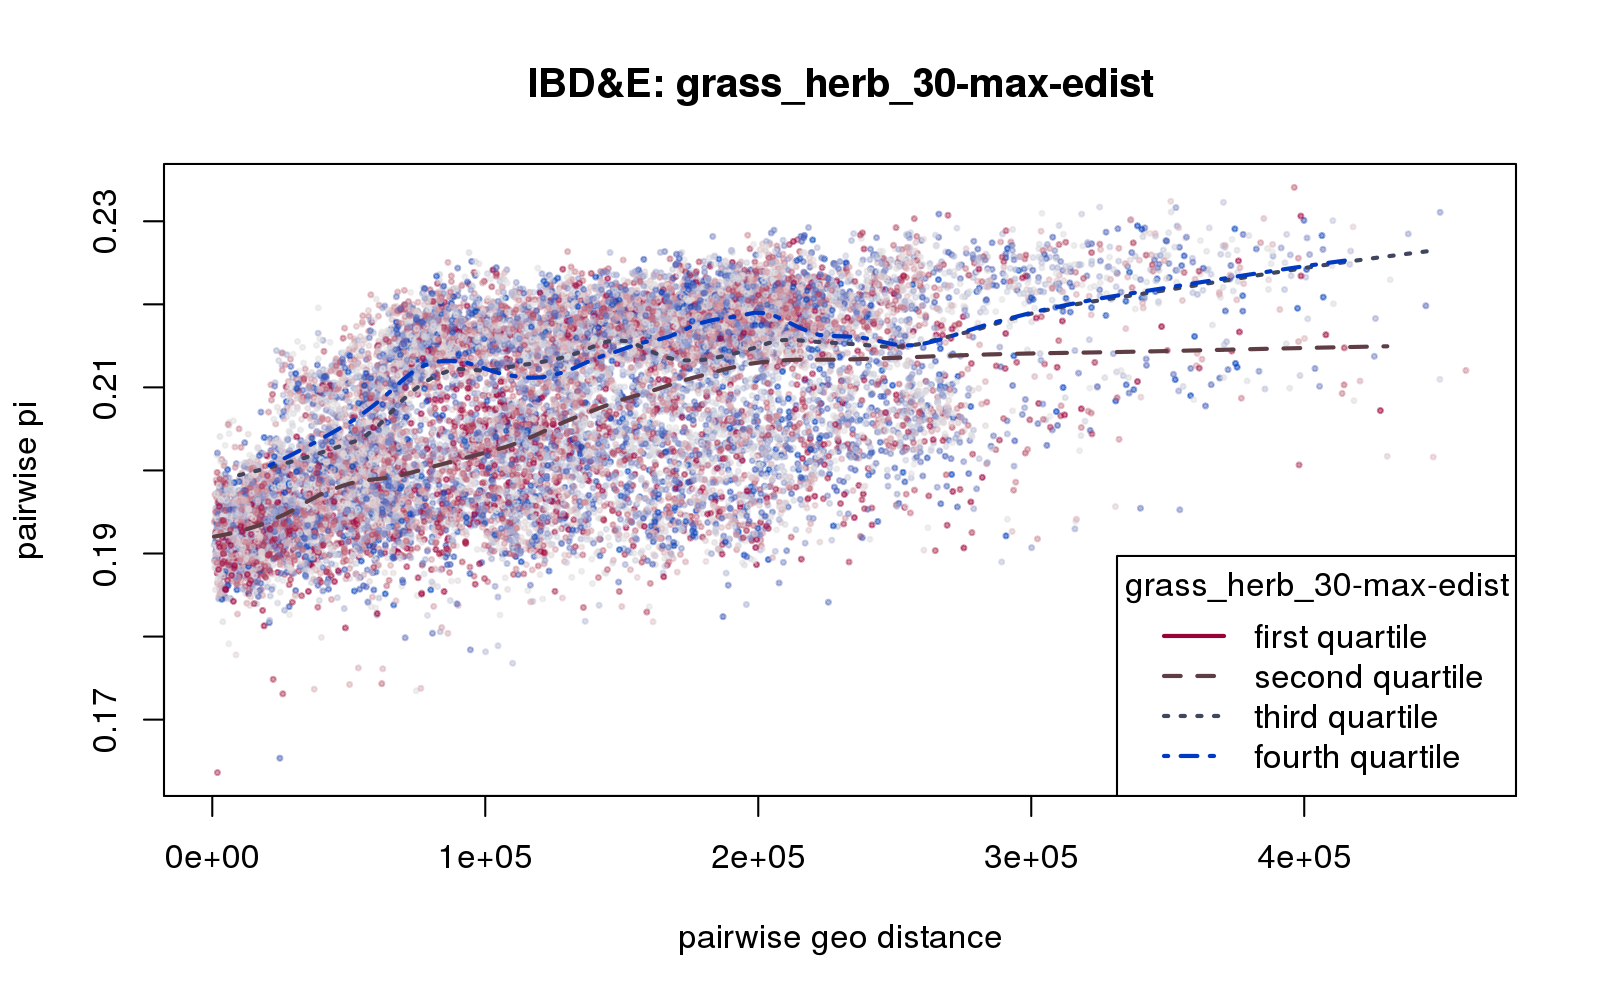 IBD&E: grass_herb_30-max-edist
pairwise pi
0.23
0.21
0.19
0.17
grass_herb_30-max-edist
first quartile
second quartile
third quartile
fourth quartile
0e+00
1e+05
2e+05
3e+05
4e+05
pairwise geo distance